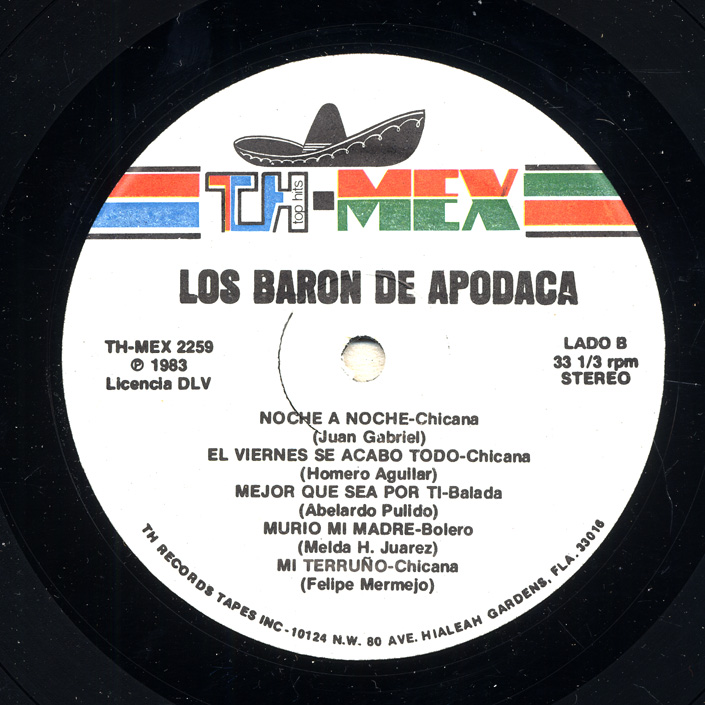 TH-MEX
top hits
LOS BARON DE APODACA
TH-MEX 2259
℗ 1983
Licencia DLV
LADO B
33 1/3 rpm
STEREO
NOCHE A NOCHE-Chicana
(Juan Gabriel)
EL VIERNES SE ACABO TODO-Chicana
(Homero Aguilar)
MEJOR QUE SEA POR TI-Balada
(Abelardo Pulido)
MURIO MI MADRE-Bolero
(Melda H. Juarez)
MI TERRUÑO-Chicana
(Felipe Mermejo)
TH RECORDS TAPES INC-10124 N.W. 80 AVE. HIALEAH GARDENS, FLA. 33016